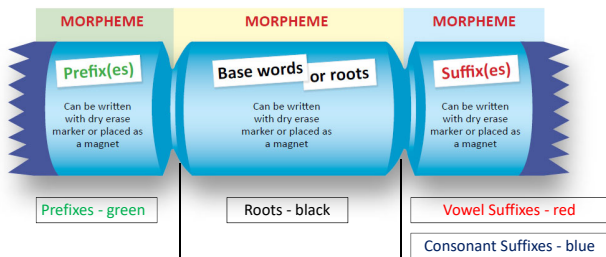 MORPHEME
MORPHEME
MORPHEME
Prefix(es)
Base words or roots
Suffix(es)
Can be written
with dry erase
marker or placed as
a magnet
Can be written
with dry erase
marker or placed as
a magnet
Can be written
with dry erase
marker or placed as
a magnet
Prefixes - green
Roots - black
Vowel Suffixes - red
Consonant Suffixes - blue